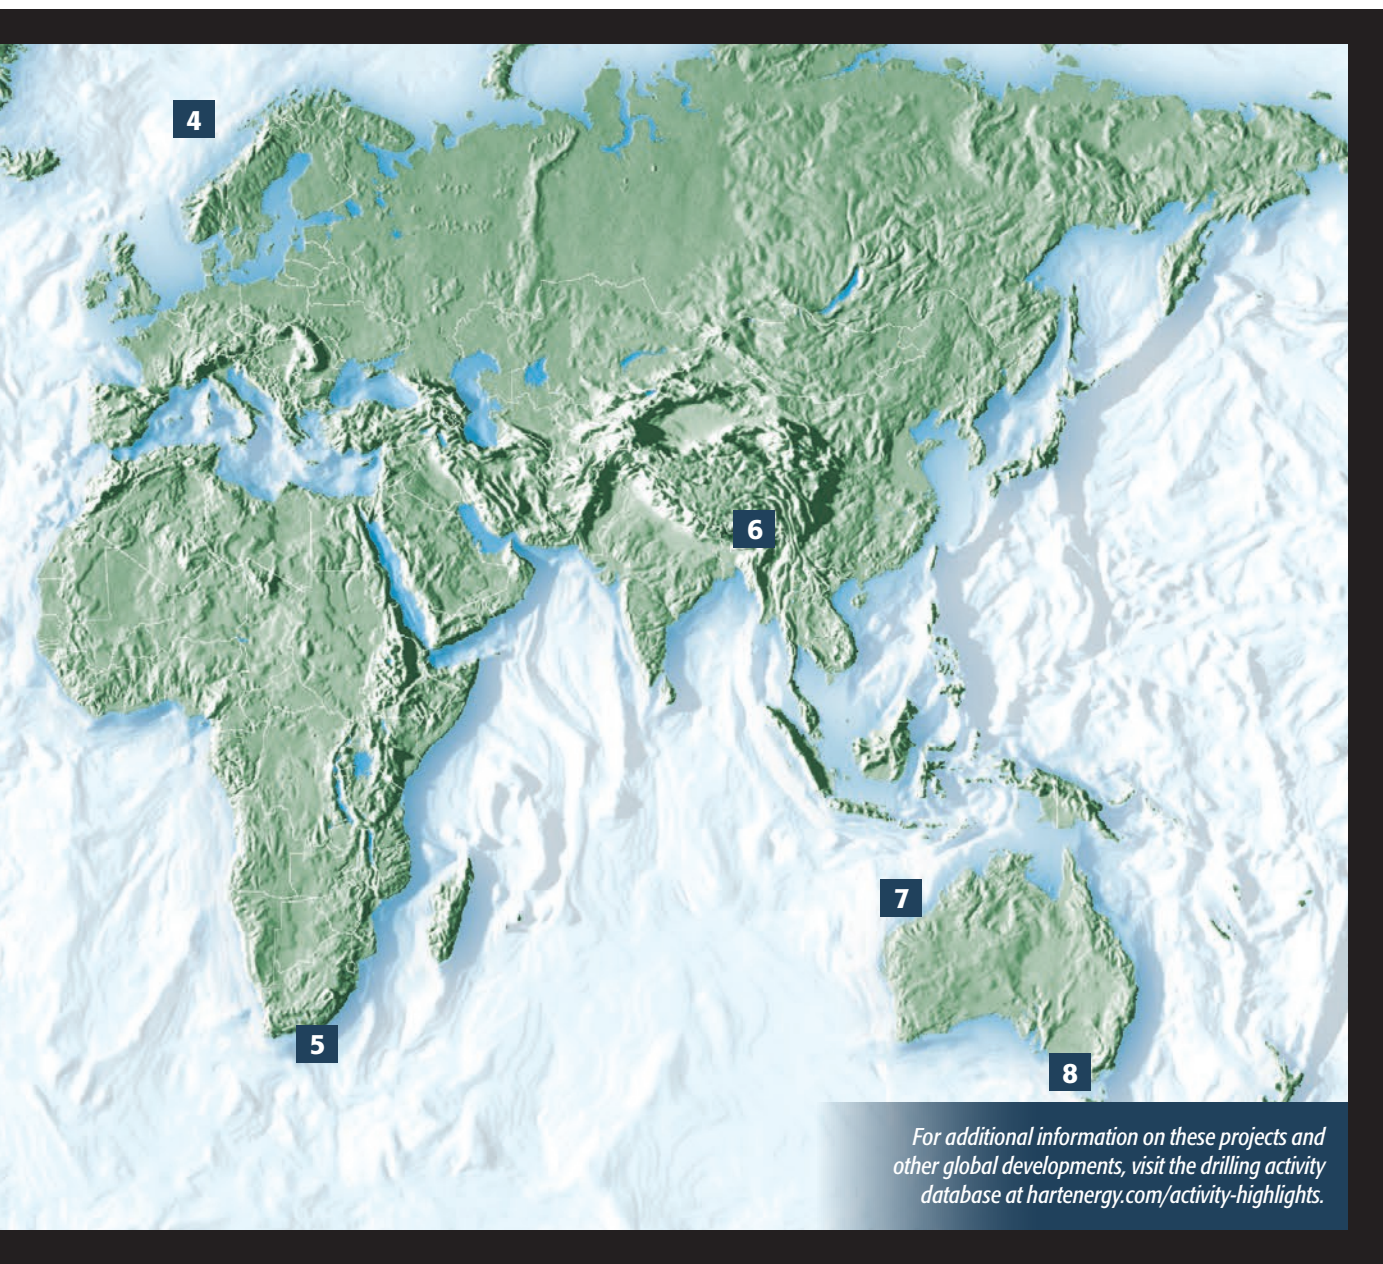 4
6
7
5
8
For additional information on these projects and
other global developments, visit the drilling activity
database at hartenergy.com/activity-highlights.